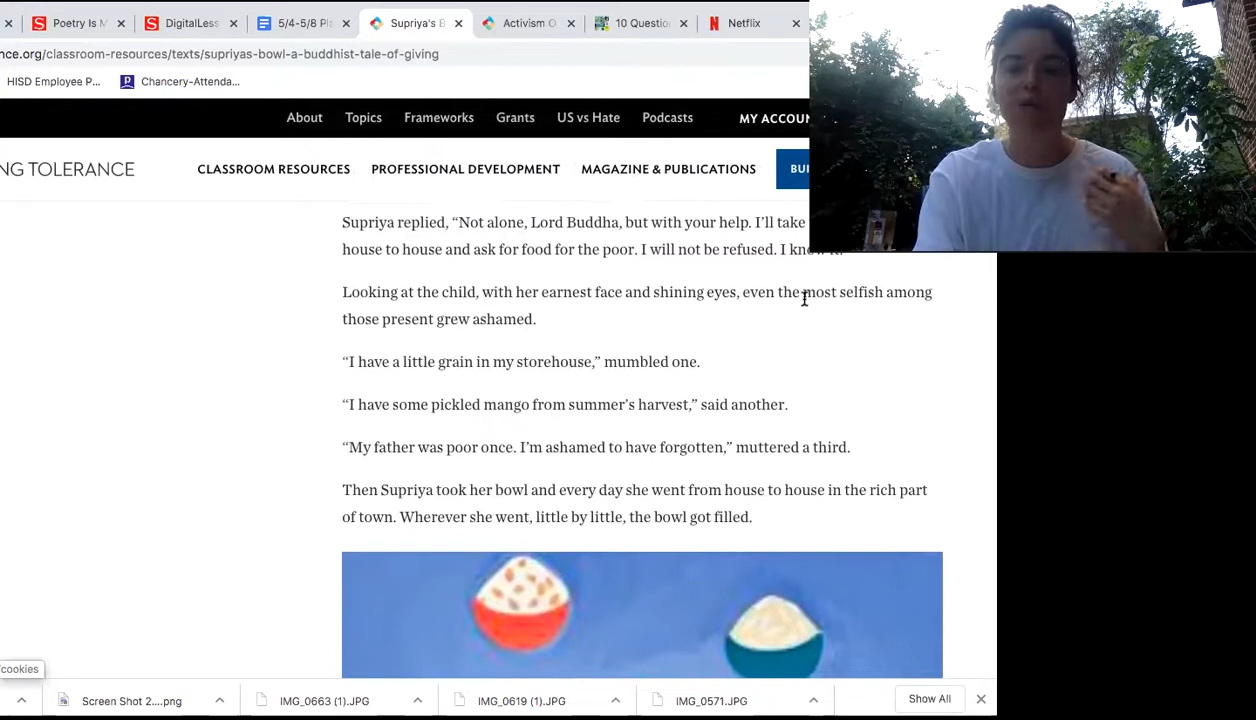 Poetry Is M
DigitalLess
5/4-5/8 Pl
Supriya's B
Activism O
10 Questio
Netflix
nce.org/classroom-resources/texts/supriyas-bowl-a-buddhist-tale-of-giving
HISD Employee P...
Chancery-Attenda...
About Topics Frameworks Grants US vs Hate Podcasts MY ACCOUN
NG TOLERANCE
CLASSROOM RESOURCES PROFESSIONAL DEVELOPMENT MAGAZINE & PUBLICATIONS BUI
Supriya replied, “Not alone, Lord Buddha, but with your help. I’ll take
house to house and ask for food for the poor. I will not be refused. I know it.
Looking at the child, with her earnest face and shining eyes, even the most selfish among
those present grew ashamed.
“I have a little grain in my storehouse,” mumbled one.
“I have some pickled mango from summer’s harvest,” said another.
“My father was poor once. I’m ashamed to have forgotten,” muttered a third.
Then Supriya took her bowl and every day she went from house to house in the rich part
of town. Wherever she went, little by little, the bowl got filled.
/cookies
Screen Shot 2....png
IMG_0663 (1).JPG
IMG_0619 (1).JPG
IMG_0571.JPG
Show All